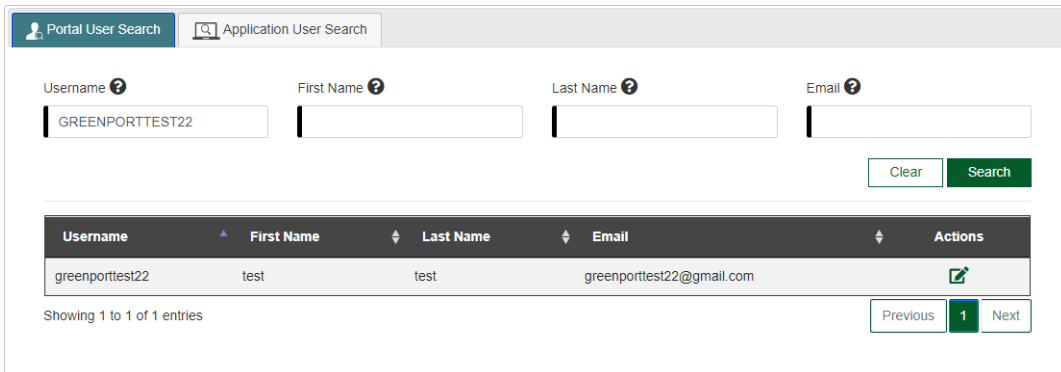 Portal User Search Application User Search
Username First Name Last Name Email
GREENPORTTEST22
Clear Search
Username First Name Last Name Email Actions
greenporttest22 test test greenporttest22@gmail.com
Showing 1 to 1 of 1 entries Previous 1 Next